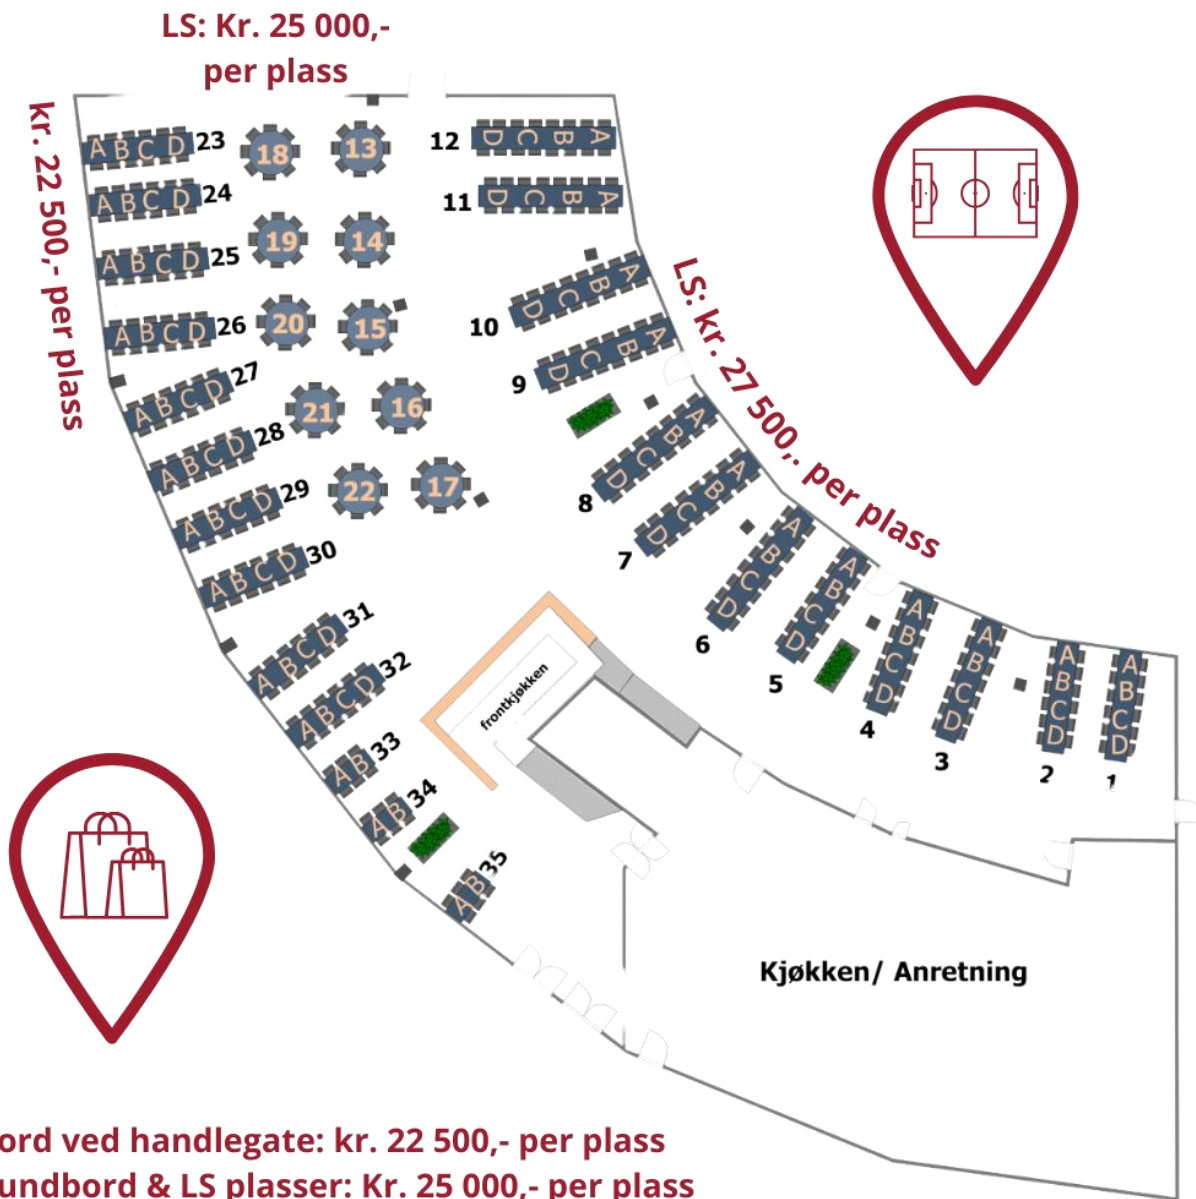 LS: Kr. 25 000,-
per plass
kr. 22 500,- per plass
LS: kr. 27 500,. per plass
A B C D 23
18
13
12 D C B A
A B C D 24
11 D C B A
19
14
A B C D 25
10 D C B A
20
15
A B C D 26
9 D C B A
A B C D 27
21
16
8 D C B A
A B C D 28
22
17
7 D C B A
A B C D 29
A B C D 30
6 D C B A
5 D C B A
4 D C B A
3 D C B A
2 D C B A
1 D C B A
A B C D 31
A B C D 32
frontkjøkken
A B 33
A B 34
A B 35
Kjøkken/ Anretning
ord ved handlegate: kr. 22 500,- per plass
undbord & LS plasser: Kr. 25 000,- per plass